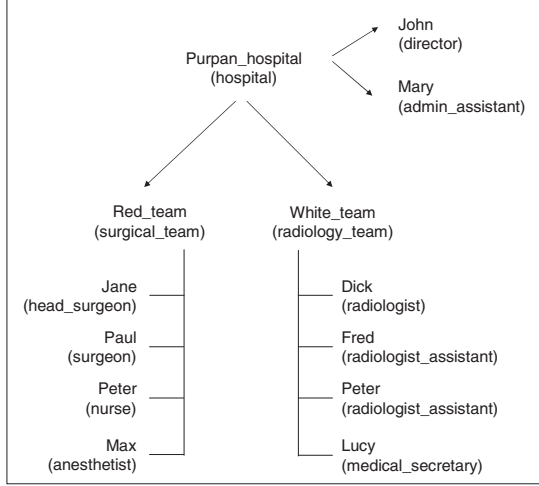 John
(director)
Purpan_hospital
(hospital)
Mary
(admin_assistant)
Red_team
(surgical_team)
White_team
(radiology_team)
Jane
(head_surgeon)
Paul
(surgeon)
Peter
(nurse)
Max
(anesthetist)
Dick
(radiologist)
Fred
(radiologist_assistant)
Peter
(radiologist_assistant)
Lucy
(medical_secretary)